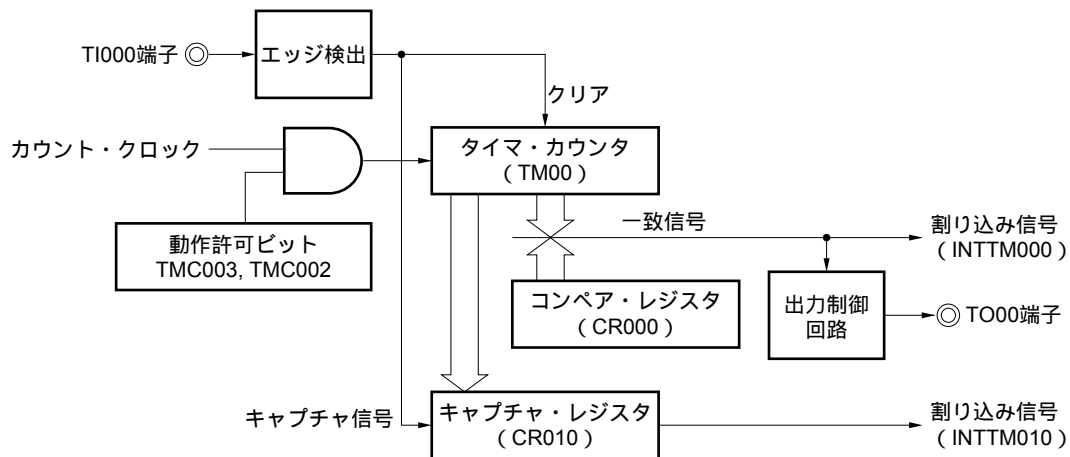 TI000端子
エッジ検出
クリア
カウント・クロック
タイマ・カウンタ
（TM00）
動作許可ビット
TMC003, TMC002
一致信号
割り込み信号
（INTTM000）
コンペア・レジスタ
（CR000）
出力制御
回路
TO00端子
キャプチャ信号
キャプチャ・レジスタ
（CR010）
割り込み信号
（INTTM010）